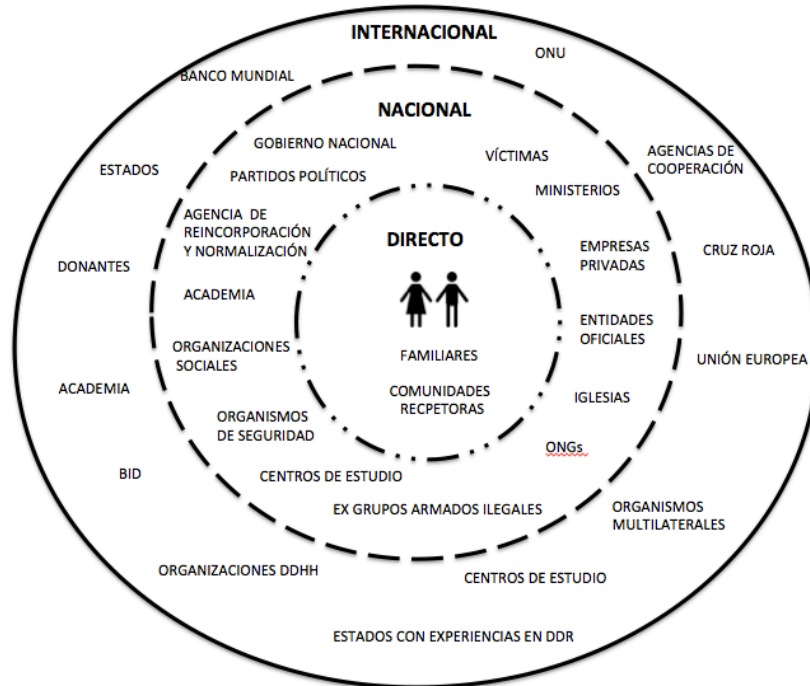 INTERNACIONAL
ONU
BANCO MUNDIAL
NACIONAL
GOBIERNO NACIONAL
VÍCTIMAS
AGENCIAS DE
COOPERACIÓN
ESTADOS
PARTIDOS POLÍTICOS
MINISTERIOS
AGENCIA DE
REINCORPORACIÓN
Y NORMALIZACIÓN
DIRECTO
EMPRESAS
PRIVADAS
CRUZ ROJA
DONANTES
ACADEMIA
ENTIDADES
OFICIALES
ORGANIZACIONES
SOCIALES
FAMILIARES
UNIÓN EUROPEA
ACADEMIA
COMUNIDADES
RECPETORAS
IGLESIAS
ORGANISMOS
DE SEGURIDAD
ONGs
BID
CENTROS DE ESTUDIO
EX GRUPOS ARMADOS ILEGALES
ORGANISMOS
MULTILATERALES
ORGANIZACIONES DDHH
CENTROS DE ESTUDIO
ESTADOS CON EXPERIENCIAS EN DDR